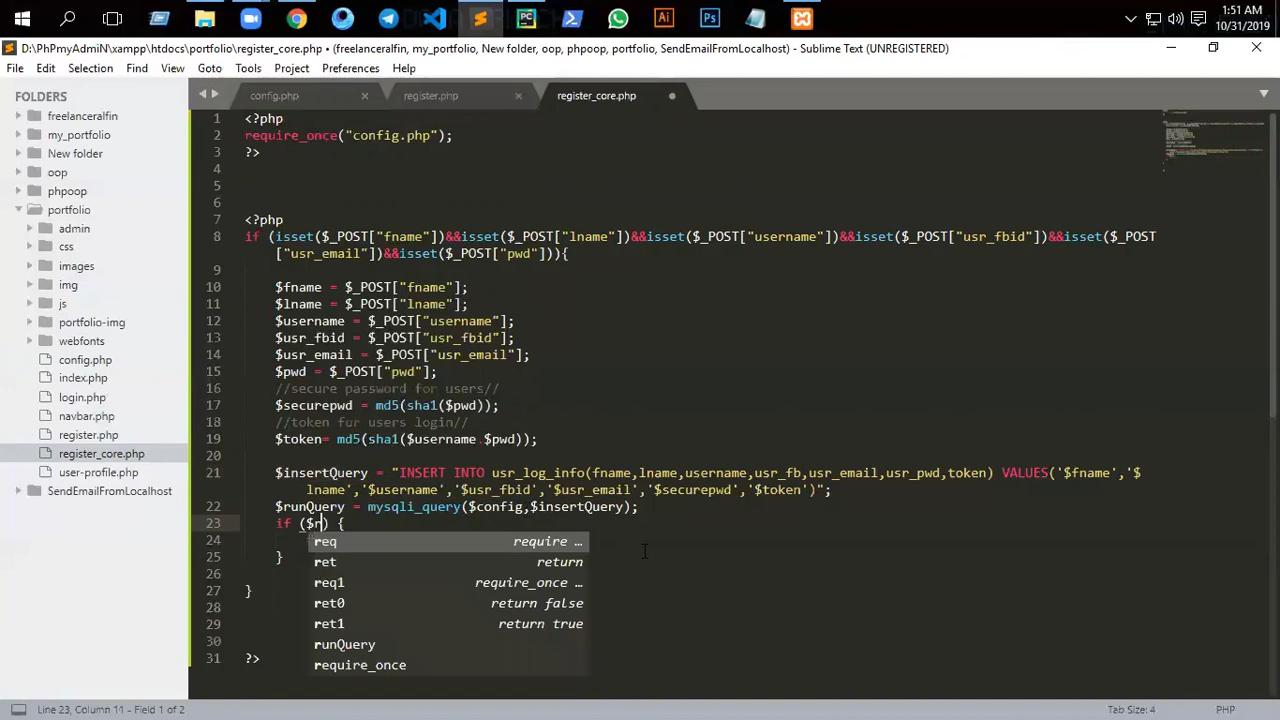 1:51 AM
10/31/2019
D:\PhPmyAdmiN\xampp\htdocs\portfolio\register_core.php • (freelanceralfin, my_portfolio, New folder, oop, phpoop, portfolio, SendEmailFromLocalhost) - Sublime Text (UNREGISTERED)
File Edit Selection Find View Goto Tools Project Preferences Help
FOLDERS
freelanceralfin
my_portfolio
New folder
oop
phpoop
portfolio
admin
css
images
img
js
portfolio-img
webfonts
config.php
index.php
login.php
navbar.php
register.php
register_core.php
user-profile.php
SendEmailFromLocalhost
config.php register.php register_core.php
1 <?php
2 require_once("config.php");
3 ?>
4
5
6
7 <?php
8 if (isset($_POST["fname"])&&isset($_POST["lname"])&&isset($_POST["username"])&&isset($_POST["usr_fbid"])&&isset($_POST
["usr_email"])&&isset($_POST["pwd"])){
9
10 $fname = $_POST["fname"];
11 $lname = $_POST["lname"];
12 $username = $_POST["username"];
13 $usr_fbid = $_POST["usr_fbid"];
14 $usr_email = $_POST["usr_email"];
15 $pwd = $_POST["pwd"];
16 //secure password for users//
17 $securepwd = md5(sha1($pwd));
18 //token fur users login//
19 $token= md5(sha1($username.$pwd));
20
21 $insertQuery = "INSERT INTO usr_log_info(fname,lname,username,usr_fb,usr_email,usr_pwd,token) VALUES('$fname','$
lname','$username','$usr_fbid','$usr_email','$securepwd','$token')";
22 $runQuery = mysqli_query($config,$insertQuery);
23 if ($r) {
24
25 }
26
27 }
28
29
30
31 ?>
req require …
ret return
req1 require_once …
ret0 return false
ret1 return true
runQuery
require_once
Line 23, Column 11 - Field 1 of 2
Tab Size: 4
PHP
Ai
Ps
PC